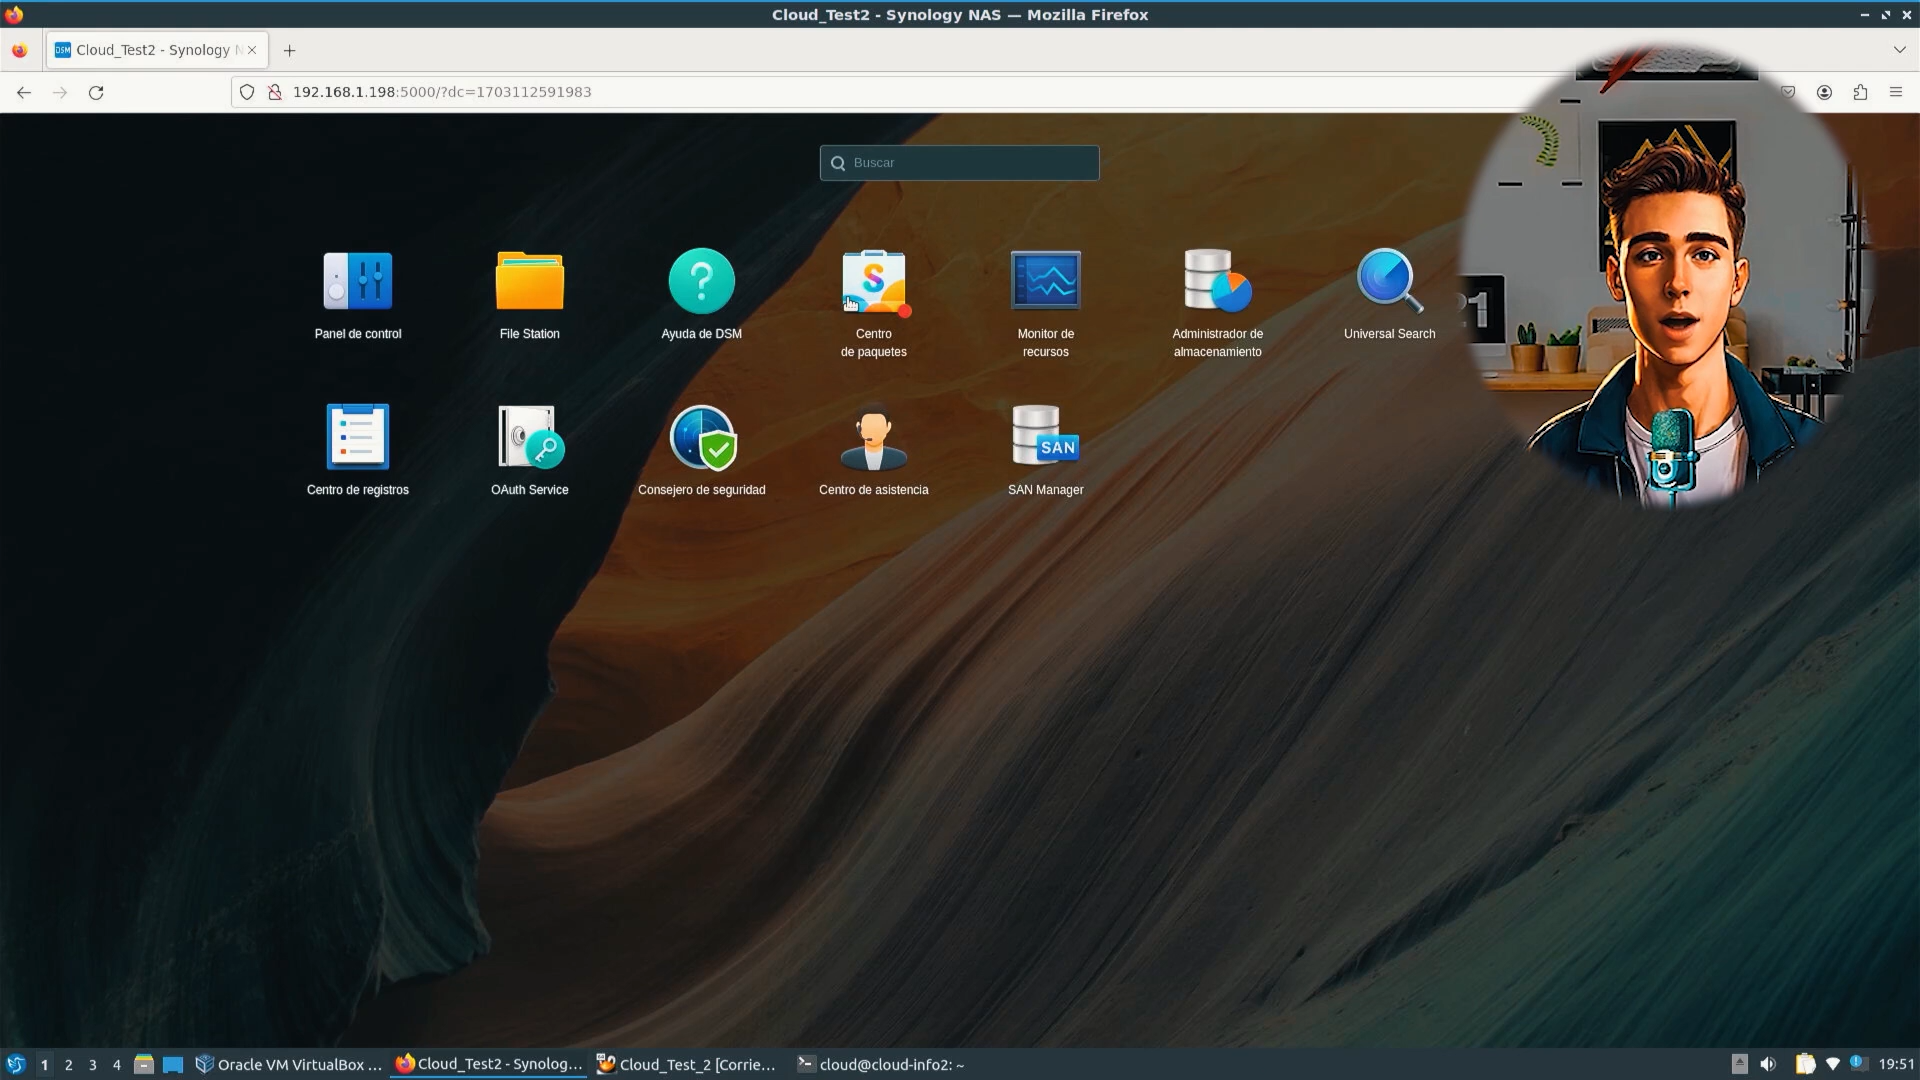 Cloud_Test2 - Synology NAS — Mozilla Firefox
DSM Cloud_Test2 - Synology N
192.168.1.198:5000/?dc=1703112591983
Buscar
Panel de control
File Station
Ayuda de DSM
Centro
de paquetes
Monitor de
recursos
Administrador de
almacenamiento
Universal Search
Centro de registros
OAuth Service
Consejero de seguridad
Centro de asistencia
SAN
SAN Manager
1 2 3 4 Oracle VM VirtualBox ... Cloud_Test2 - Synolog... Cloud_Test_2 [Corrie... cloud@cloud-info2: ~ 19:51